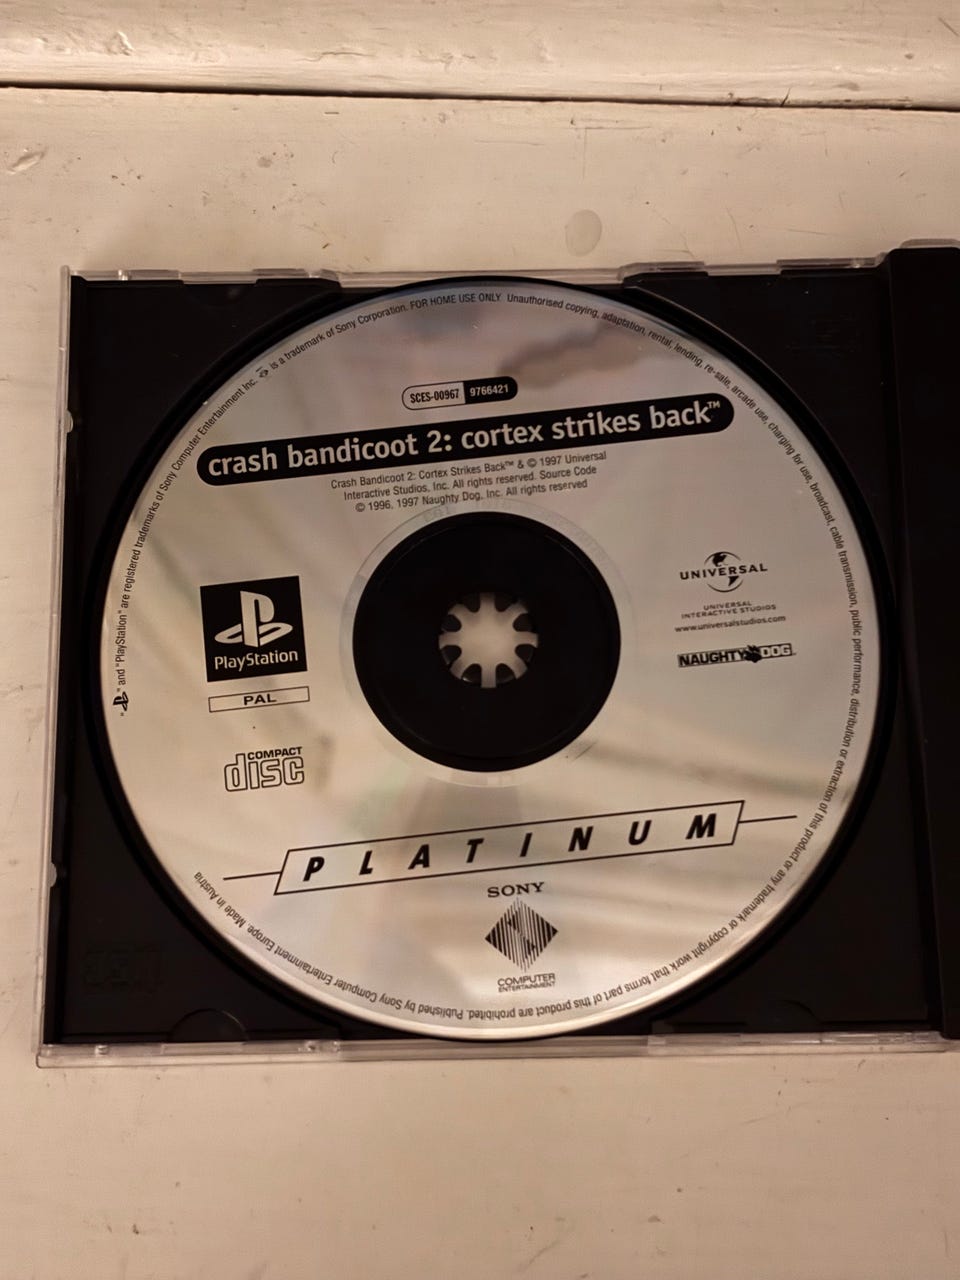 "PS" and "PlayStation" are registered trademarks of Sony Computer Entertainment Inc. is a trademark of Sony Corporation. FOR HOME USE ONLY. Unauthorised copying, adaptation, rental, lending, re-sale, arcade use, charging for use, broadcast, cable transmission, public performance, distribution or extraction of this product or any trademark or copyright work that forms part of this product are prohibited. Published by Sony Computer Entertainment Europe. Made in Austria
SCES-00967 9766421
crash bandicoot 2: cortex strikes back™
Crash Bandicoot 2: Cortex Strikes Back™ & © 1997 Universal
Interactive Studios, Inc. All rights reserved. Source Code
© 1996, 1997 Naughty Dog, Inc. All rights reserved
UNIVERSAL
UNIVERSAL
INTERACTIVE STUDIOS
www.universalstudios.com
NAUGHTY DOG
PlayStation
PAL
COMPACT
disc
PLATINUM
SONY
COMPUTER
ENTERTAINMENT